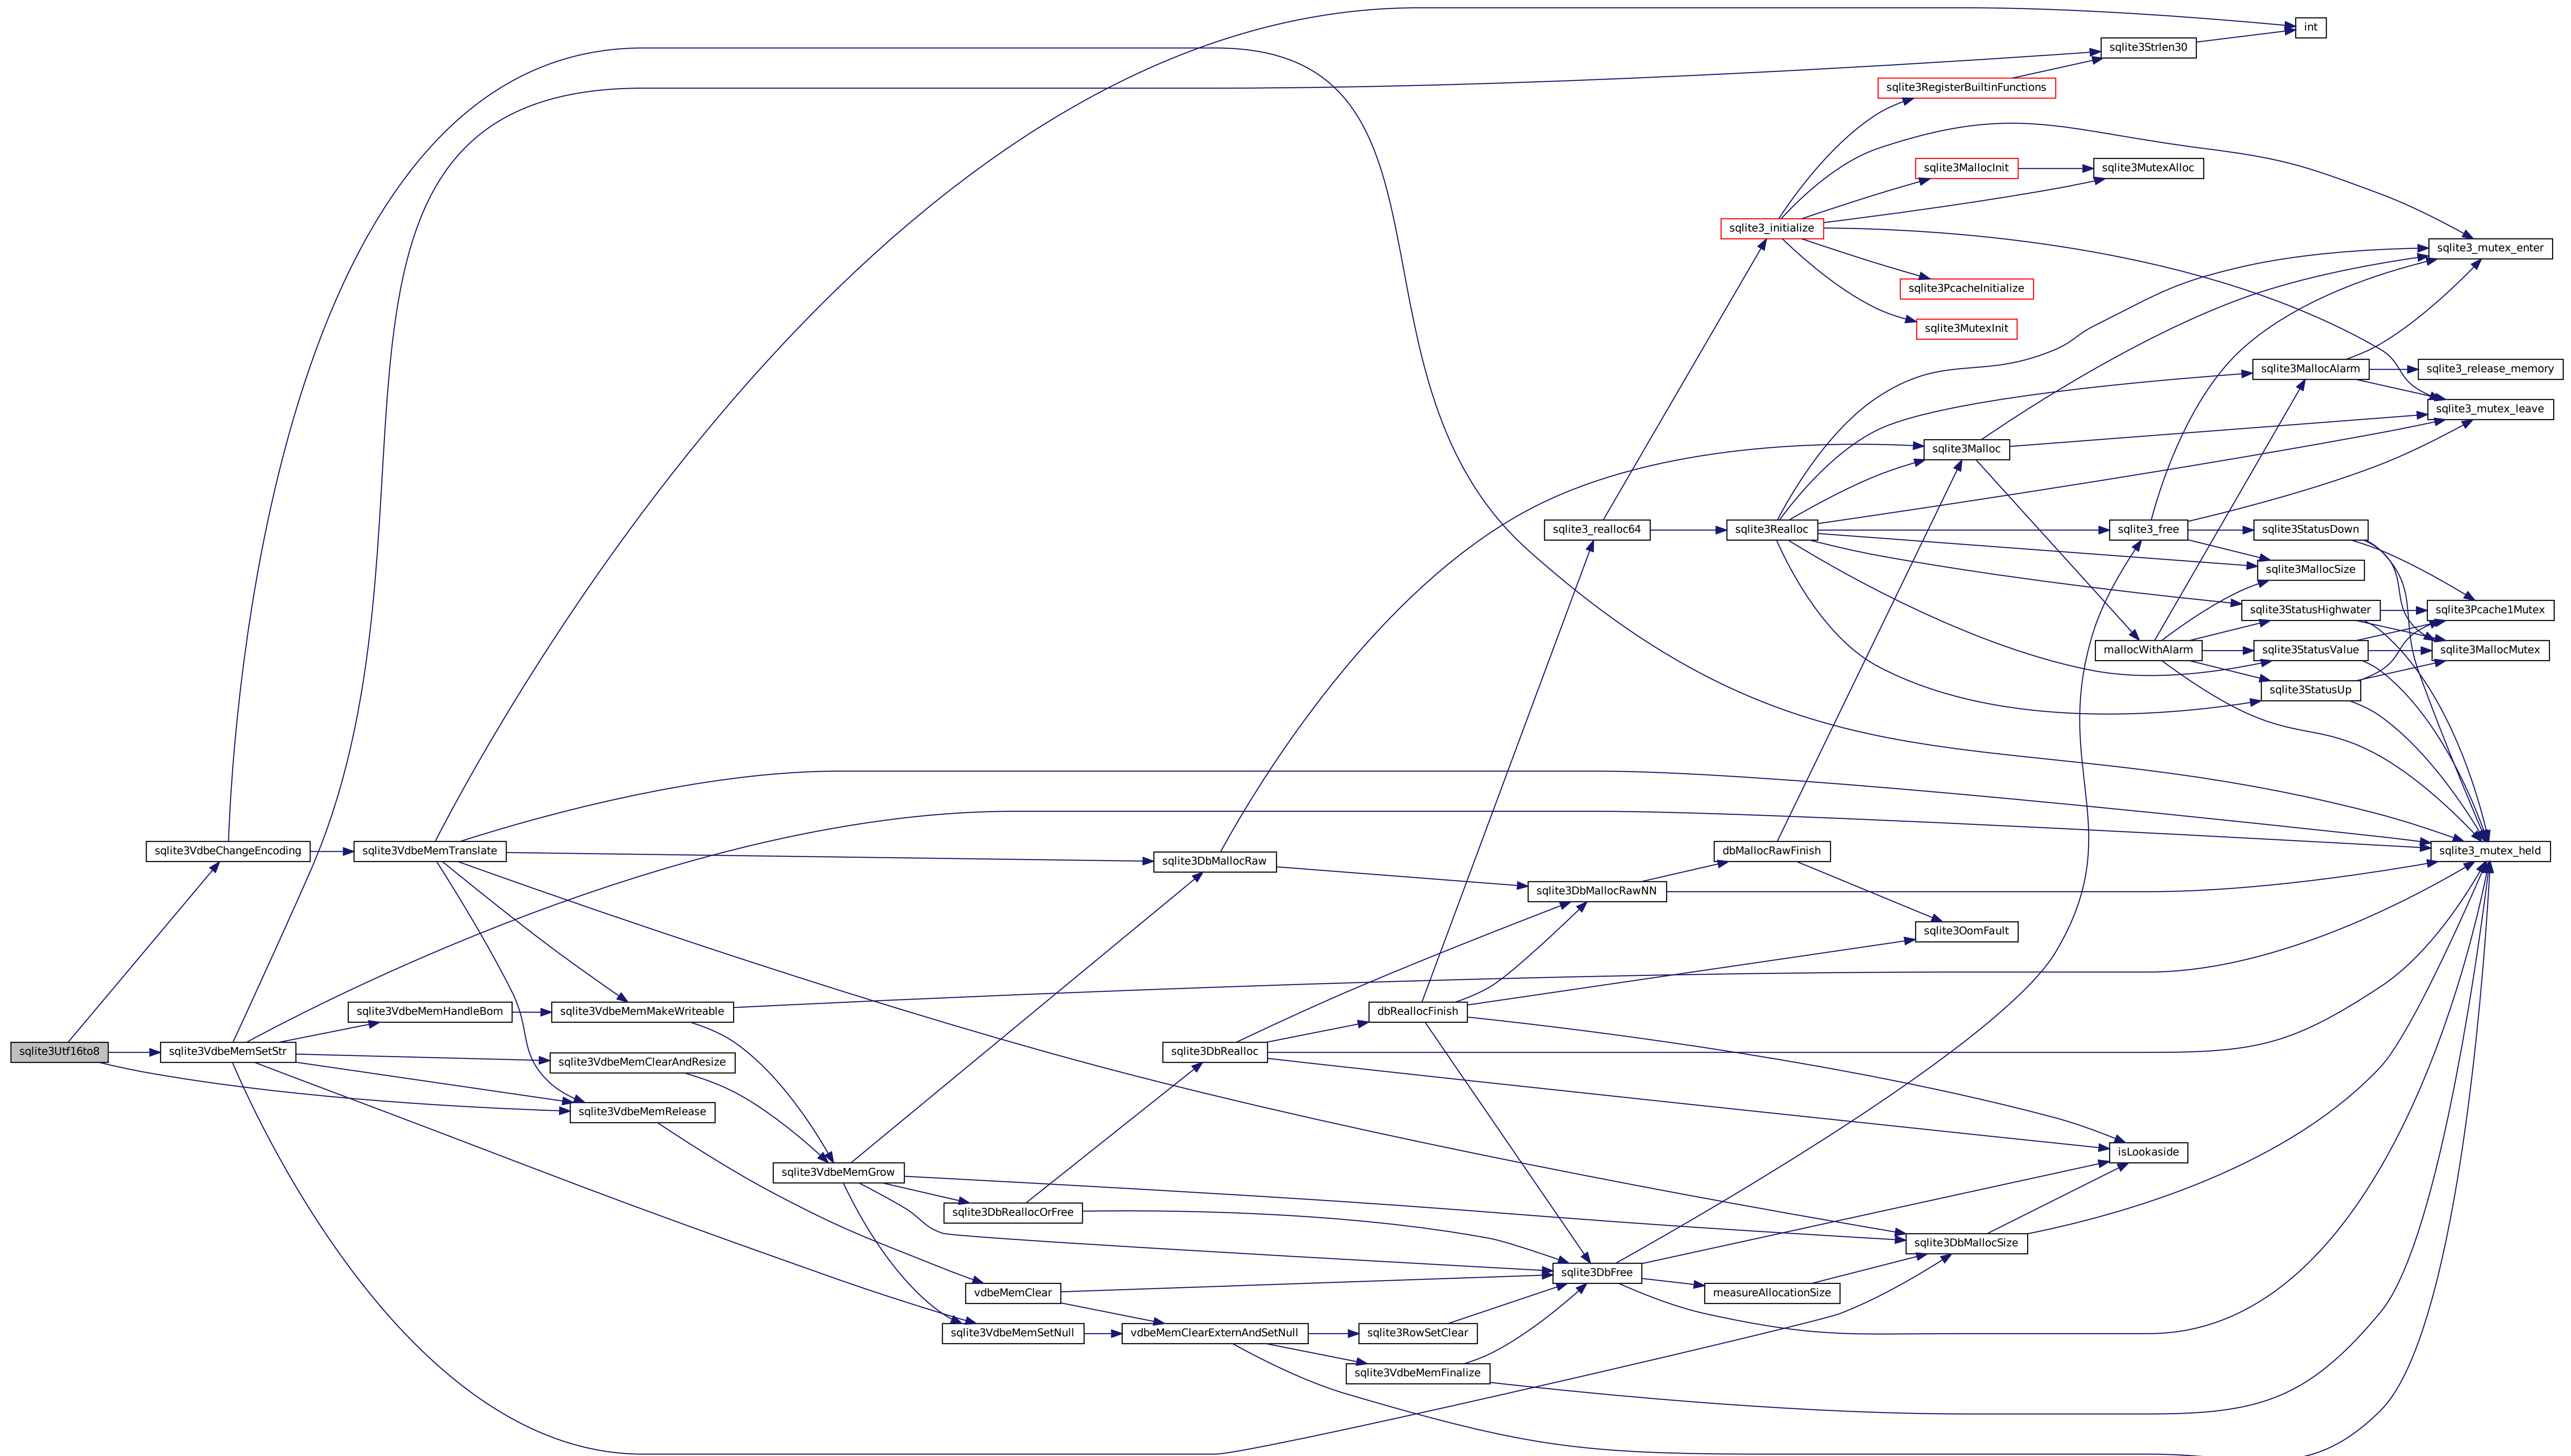 int
sqlite3Strlen30
sqlite3RegisterBuiltinFunctions
sqlite3MallocInit
sqlite3MutexAlloc
sqlite3_initialize
sqlite3_mutex_enter
sqlite3PcacheInitialize
sqlite3MutexInit
sqlite3MallocAlarm
sqlite3_release_memory
sqlite3_mutex_leave
sqlite3Malloc
sqlite3_realloc64
sqlite3Realloc
sqlite3_free
sqlite3StatusDown
sqlite3MallocSize
sqlite3StatusHighwater
sqlite3Pcache1Mutex
mallocWithAlarm
sqlite3StatusValue
sqlite3MallocMutex
sqlite3StatusUp
sqlite3VdbeChangeEncoding
sqlite3VdbeMemTranslate
sqlite3DbMallocRaw
dbMallocRawFinish
sqlite3_mutex_held
sqlite3DbMallocRawNN
sqlite3OomFault
sqlite3VdbeMemHandleBom
sqlite3VdbeMemMakeWriteable
dbReallocFinish
sqlite3Utf16to8
sqlite3VdbeMemSetStr
sqlite3VdbeMemClearAndResize
sqlite3DbRealloc
sqlite3VdbeMemRelease
isLookaside
sqlite3VdbeMemGrow
sqlite3DbReallocOrFree
sqlite3DbMallocSize
sqlite3DbFree
vdbeMemClear
measureAllocationSize
sqlite3VdbeMemSetNull
vdbeMemClearExternAndSetNull
sqlite3RowSetClear
sqlite3VdbeMemFinalize